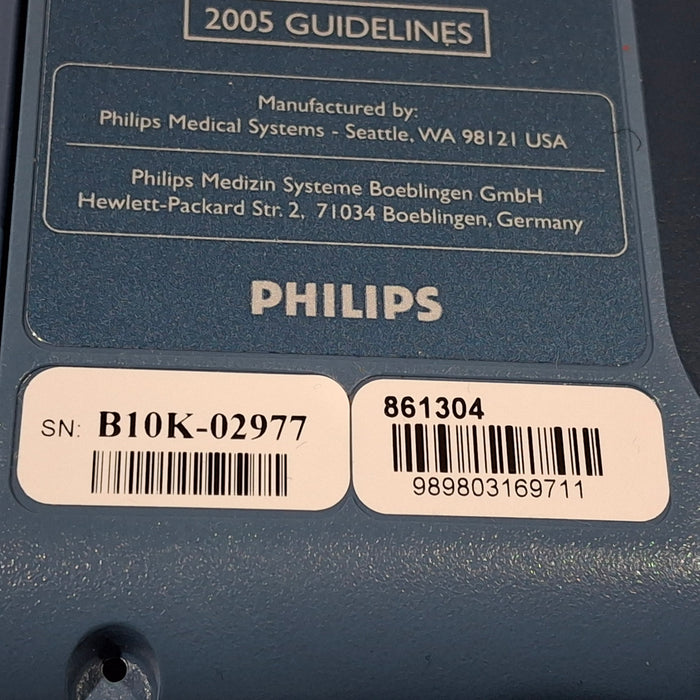 2005 GUIDELINES
Manufactured by:
Philips Medical Systems - Seattle, WA 98121 USA
Philips Medizin Systeme Boeblingen GmbH
Hewlett-Packard Str. 2, 71034 Boeblingen, Germany
PHILIPS
SN: B10K-02977
861304
989803169711